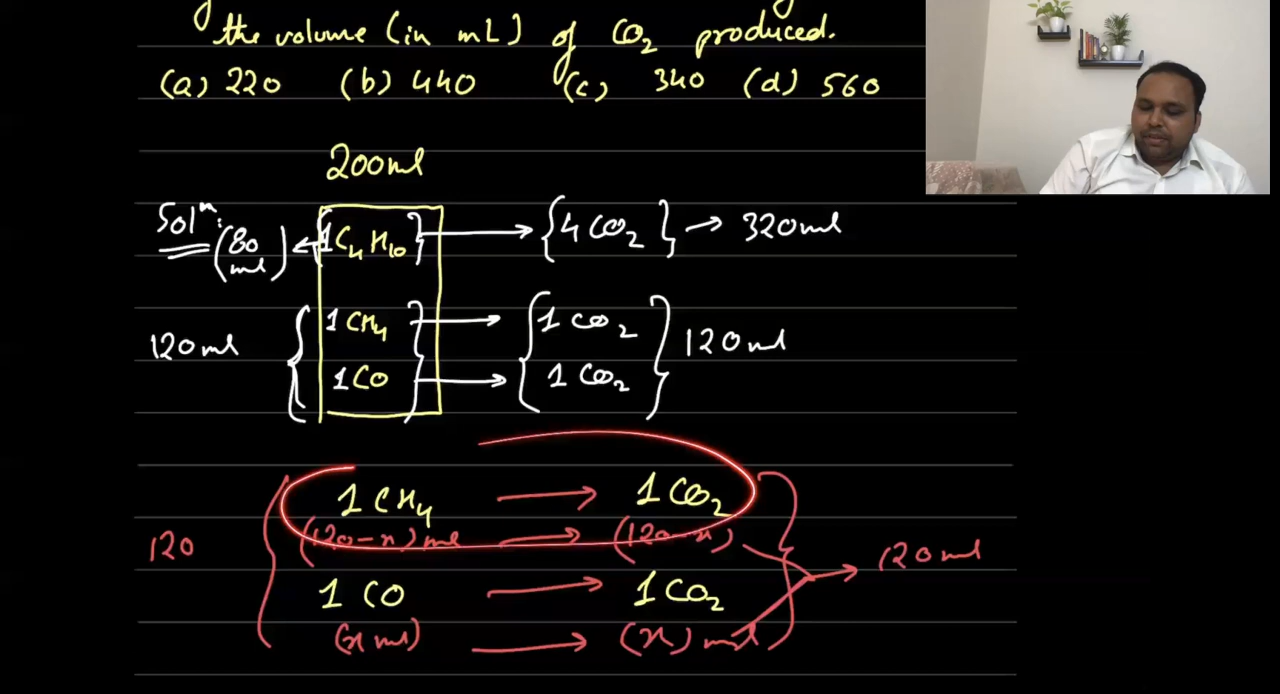 the volume (in mL) of CO₂ produced.
(a) 220 (b) 440 (c) 340 (d) 560
200ml
Solⁿ: (80 ml) 1C₄H₁₀ → {4CO₂} → 320ml
120ml { 1CH₄ → 1CO₂ } 120ml
1CO → 1CO₂
1CH₄ → 1CO₂
120 (120-x) ml → (120-x) → 120ml
1CO → 1CO₂
(x ml) → (x) ml